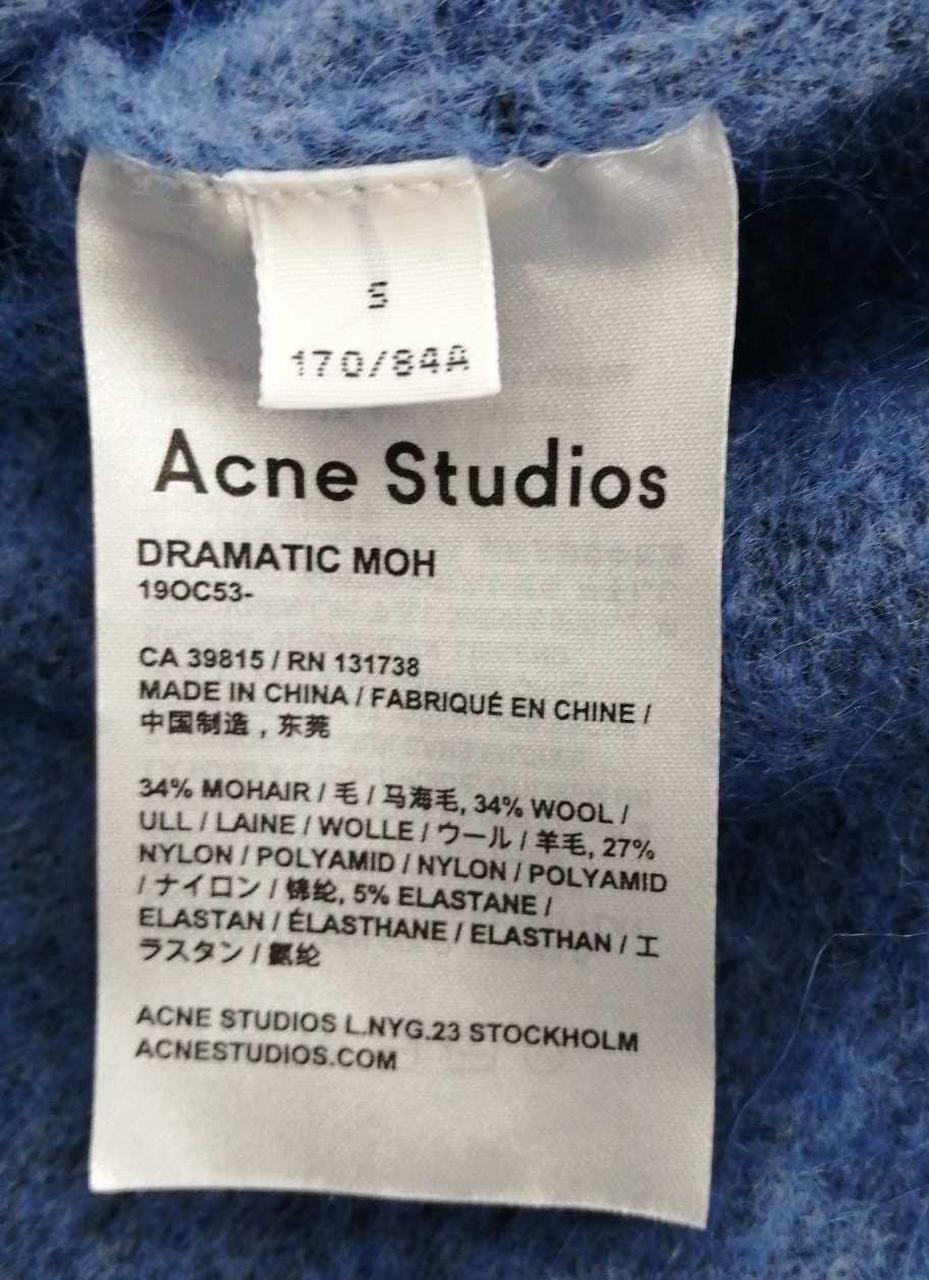 S
170/84A
Acne Studios
DRAMATIC MOH
19OC53-
CA 39815 / RN 131738
MADE IN CHINA / FABRIQUÉ EN CHINE /
中国制造，东莞
34% MOHAIR / 毛 / 马海毛, 34% WOOL /
ULL / LAINE / WOLLE / ウール / 羊毛, 27%
NYLON / POLYAMID / NYLON / POLYAMID
/ ナイロン / 锦纶, 5% ELASTANE /
ELASTAN / ÉLASTHANE / ELASTHAN / エ
ラスタン / 氨纶
ACNE STUDIOS L.NYG.23 STOCKHOLM
ACNESTUDIOS.COM